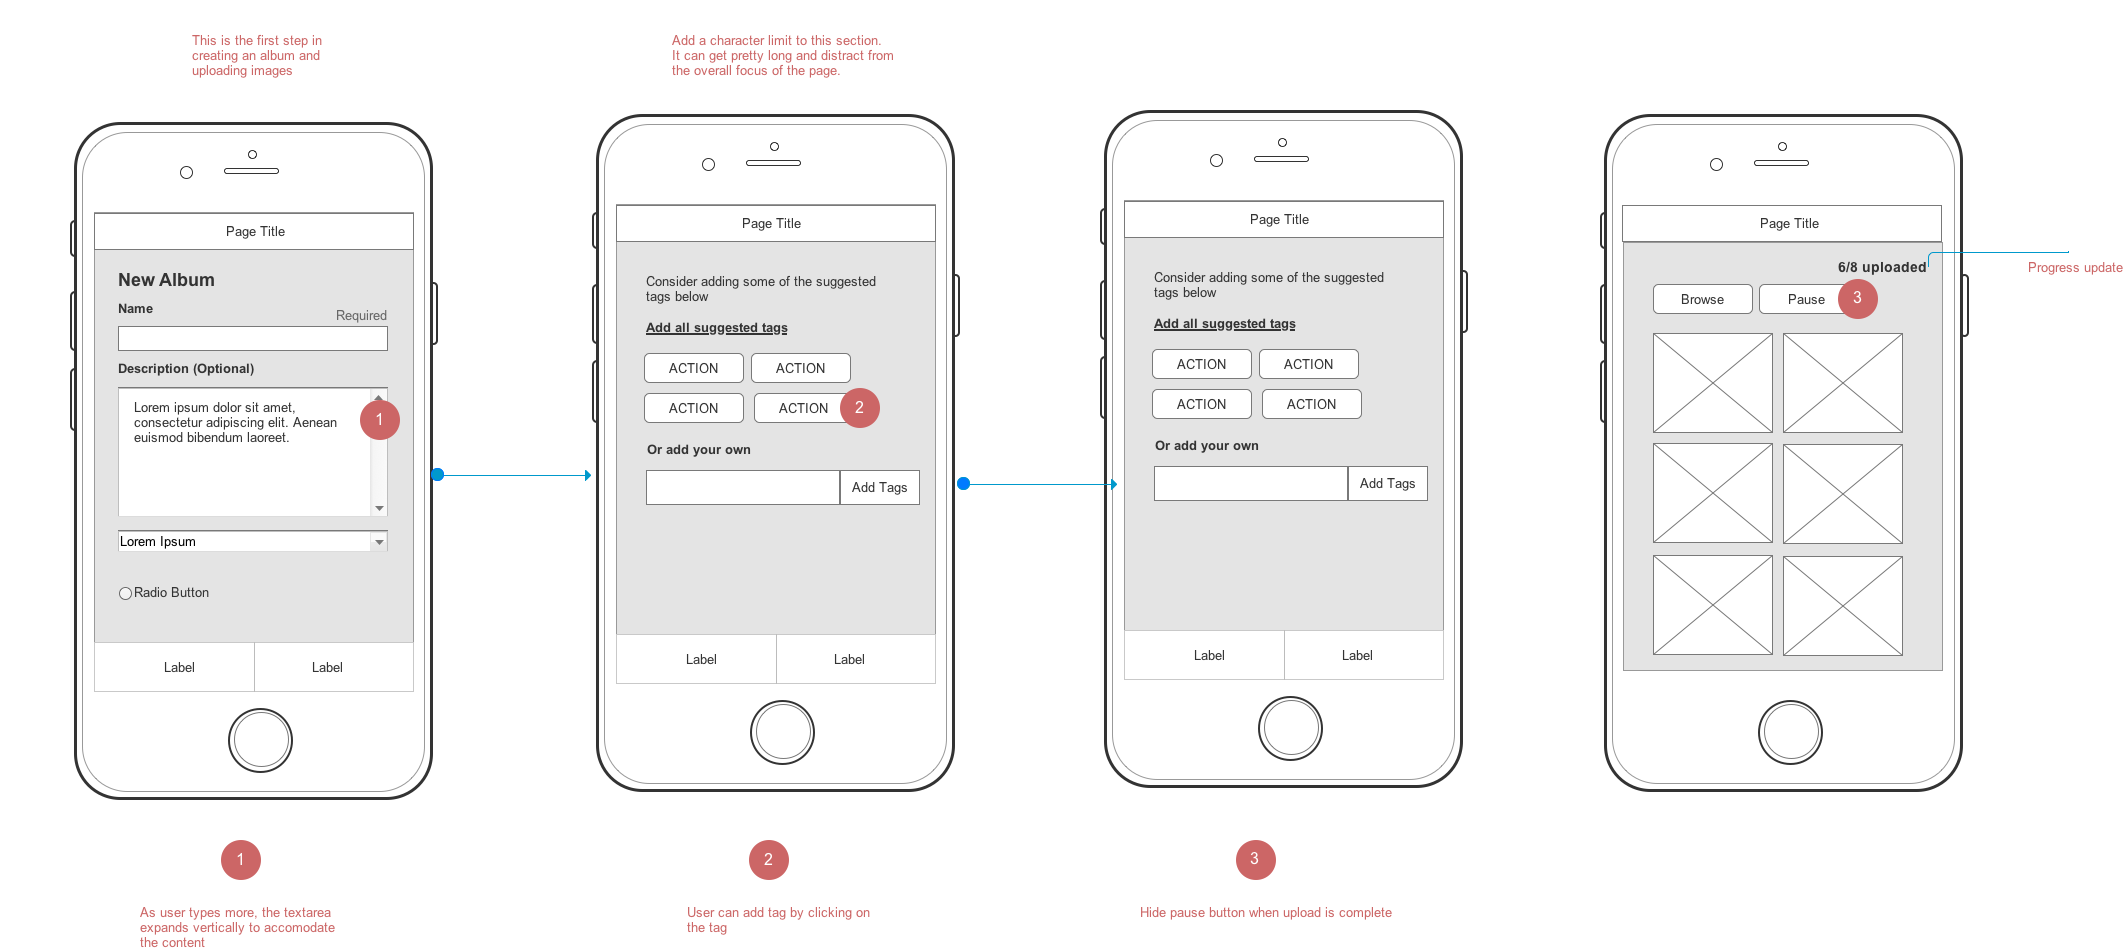 This is the first step in
creating an album and
uploading images
Add a character limit to this section.
It can get pretty long and distract from
the overall focus of the page.
Page Title
New Album
Name
Required
Description (Optional)
Lorem ipsum dolor sit amet,
consectetur adipiscing elit. Aenean
euismod bibendum laoreet.
1
Lorem Ipsum
Radio Button
Label
Label
Page Title
Consider adding some of the suggested
tags below
Add all suggested tags
ACTION
ACTION
ACTION
ACTION
2
Or add your own
Add Tags
Label
Label
Page Title
Consider adding some of the suggested
tags below
Add all suggested tags
ACTION
ACTION
ACTION
ACTION
Or add your own
Add Tags
Label
Label
Page Title
6/8 uploaded
Progress update
Browse
Pause
3
1
As user types more, the textarea
expands vertically to accomodate
the content
2
User can add tag by clicking on
the tag
3
Hide pause button when upload is complete